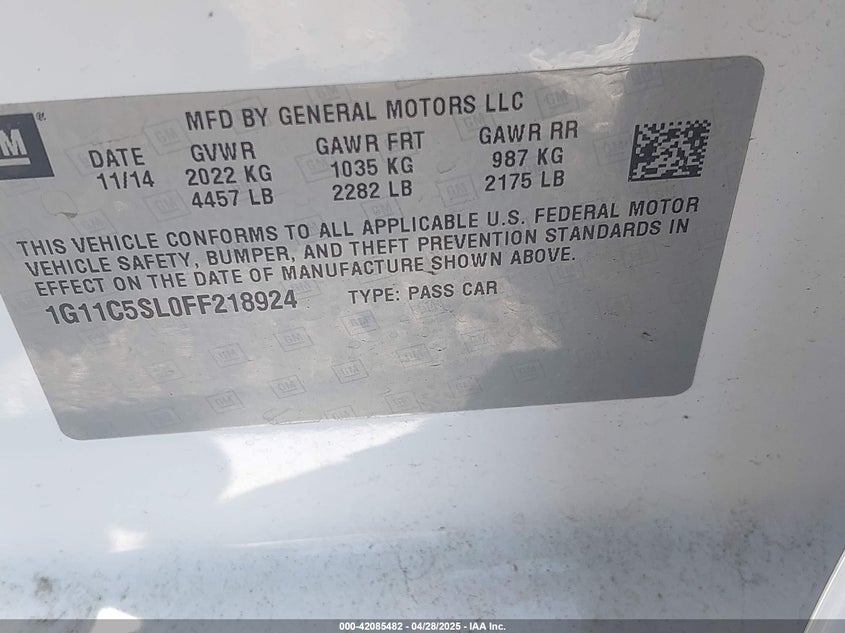 MFD BY GENERAL MOTORS LLC
GM ®
DATE GVWR GAWR FRT GAWR RR
11/14 2022 KG 1035 KG 987 KG
4457 LB 2282 LB 2175 LB
THIS VEHICLE CONFORMS TO ALL APPLICABLE U.S. FEDERAL MOTOR
VEHICLE SAFETY, BUMPER, AND THEFT PREVENTION STANDARDS IN
EFFECT ON THE DATE OF MANUFACTURE SHOWN ABOVE.
1G11C5SL0FF218924 TYPE: PASS CAR
000-42085482 - 04/28/2025 - IAA Inc.